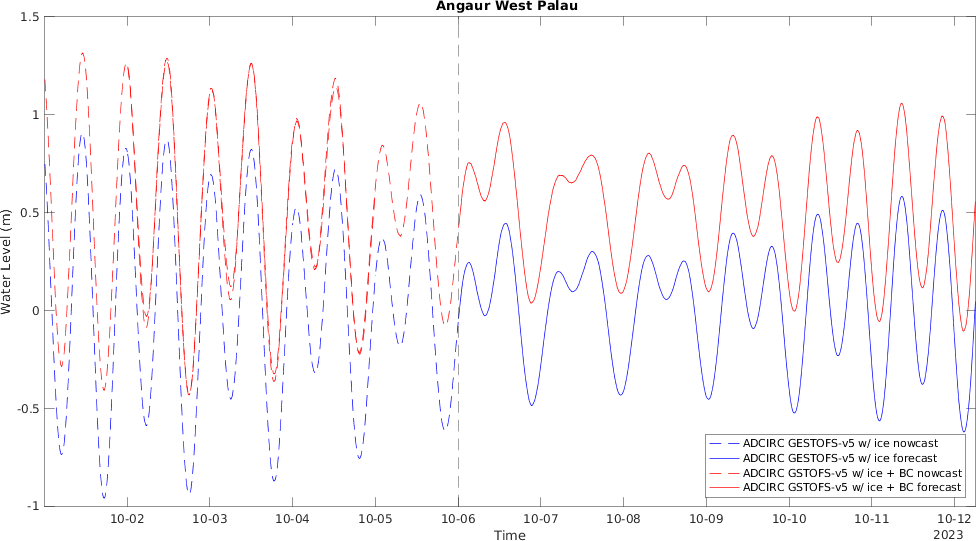 Angaur West Palau
1.5
1
0.5
0
-0.5
-1
Water Level (m)
ADCIRC GESTOFS-v5 w/ ice nowcast
ADCIRC GESTOFS-v5 w/ ice forecast
ADCIRC GSTOFS-v5 w/ ice + BC nowcast
ADCIRC GSTOFS-v5 w/ ice + BC forecast
10-02 10-03 10-04 10-05 10-06 10-07 10-08 10-09 10-10 10-11 10-12
Time 2023